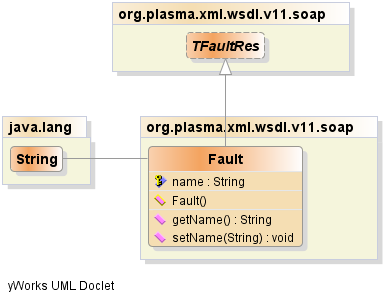 org.plasma.xml.wsdl.v11.soap
TFaultRes
java.lang
String
org.plasma.xml.wsdl.v11.soap
Fault
name : String
Fault()
getName() : String
setName(String) : void
yWorks UML Doclet